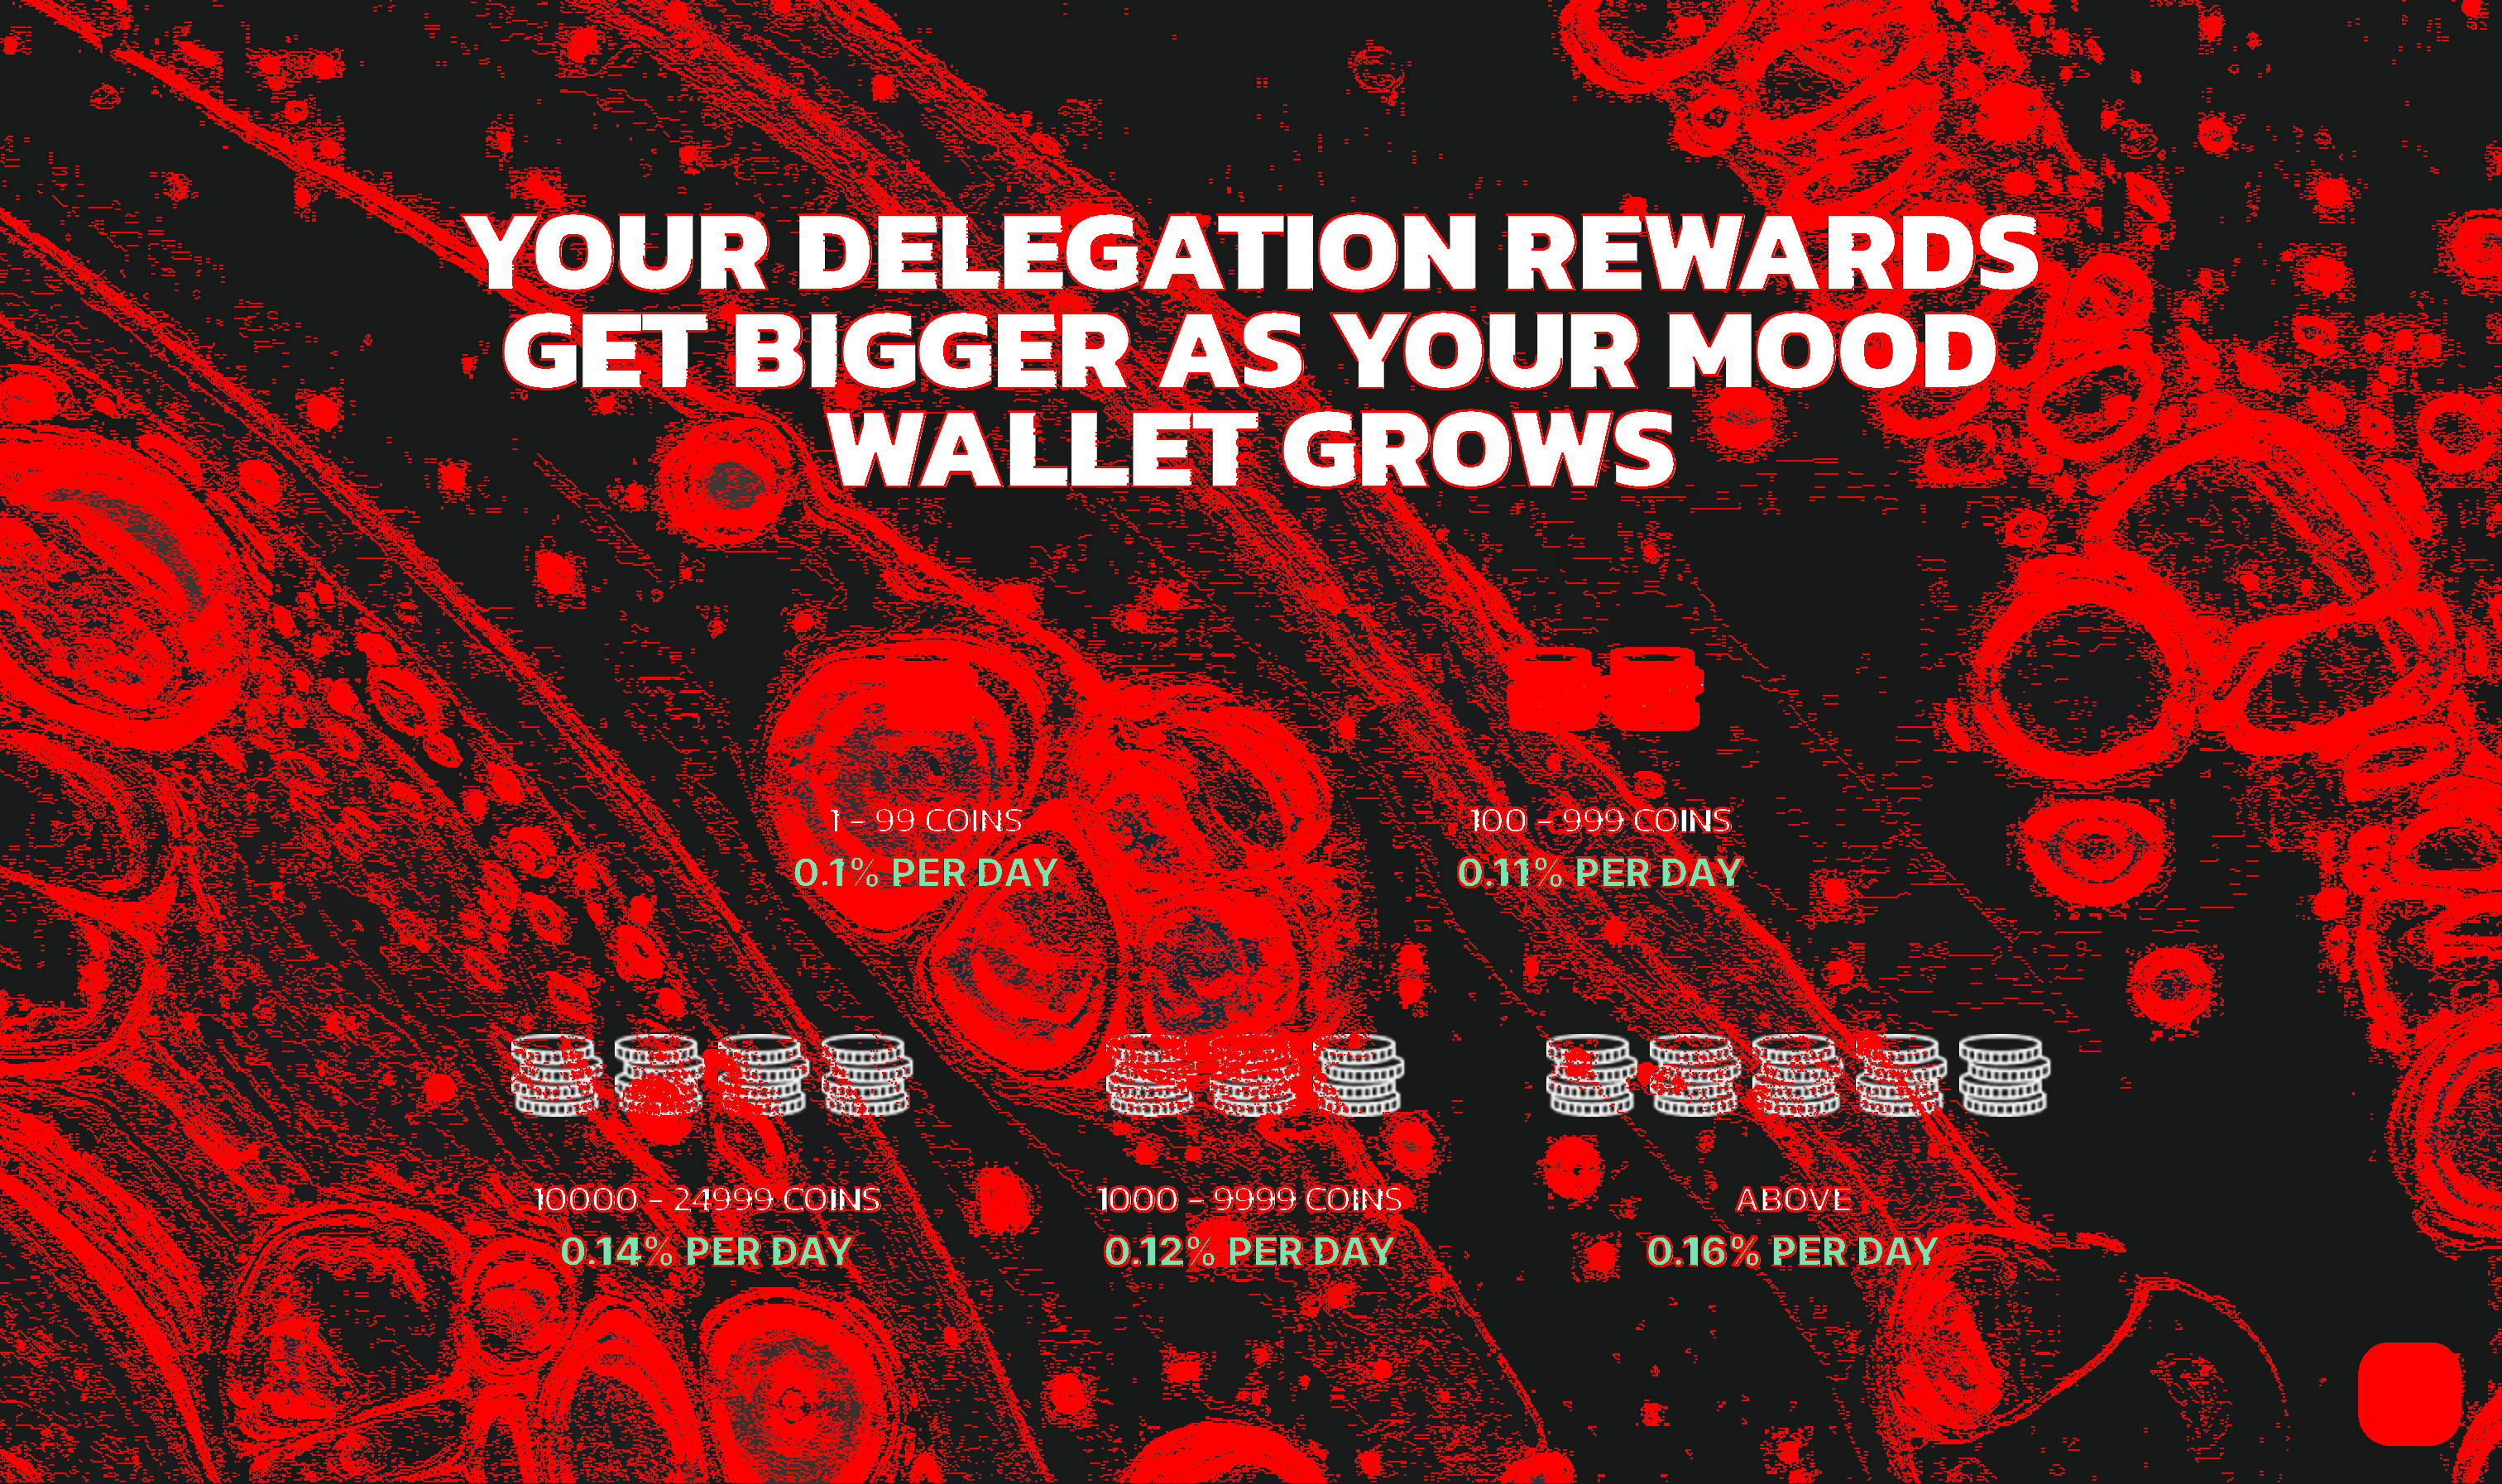 YOUR DELEGATION REWARDS
GET BIGGER AS YOUR MOOD
WALLET GROWS
1 – 99 COINS
0.1% PER DAY
100 – 999 COINS
0.11% PER DAY
10000 – 24999 COINS
0.14% PER DAY
1000 – 9999 COINS
0.12% PER DAY
ABOVE
0.16% PER DAY